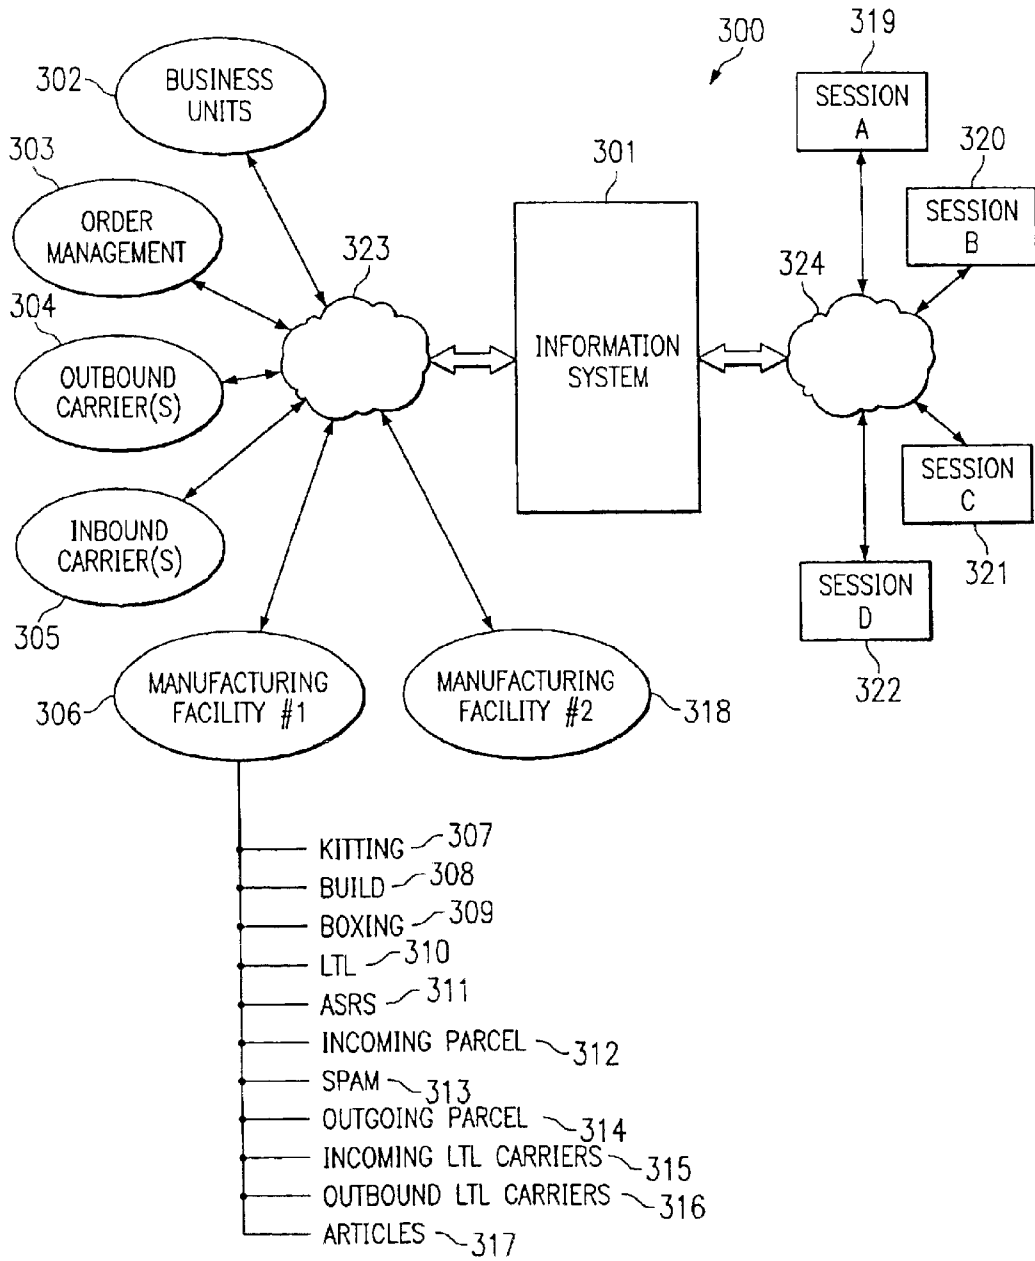 300
302
BUSINESS
UNITS
303
ORDER
MANAGEMENT
304
OUTBOUND
CARRIER(S)
INBOUND
CARRIER(S)
305
323
301
INFORMATION
SYSTEM
324
319
SESSION
A
320
SESSION
B
SESSION
C
321
SESSION
D
322
306
MANUFACTURING
FACILITY #1
MANUFACTURING
FACILITY #2
318
KITTING 307
BUILD 308
BOXING 309
LTL 310
ASRS 311
INCOMING PARCEL 312
SPAM 313
OUTGOING PARCEL 314
INCOMING LTL CARRIERS 315
OUTBOUND LTL CARRIERS 316
ARTICLES 317